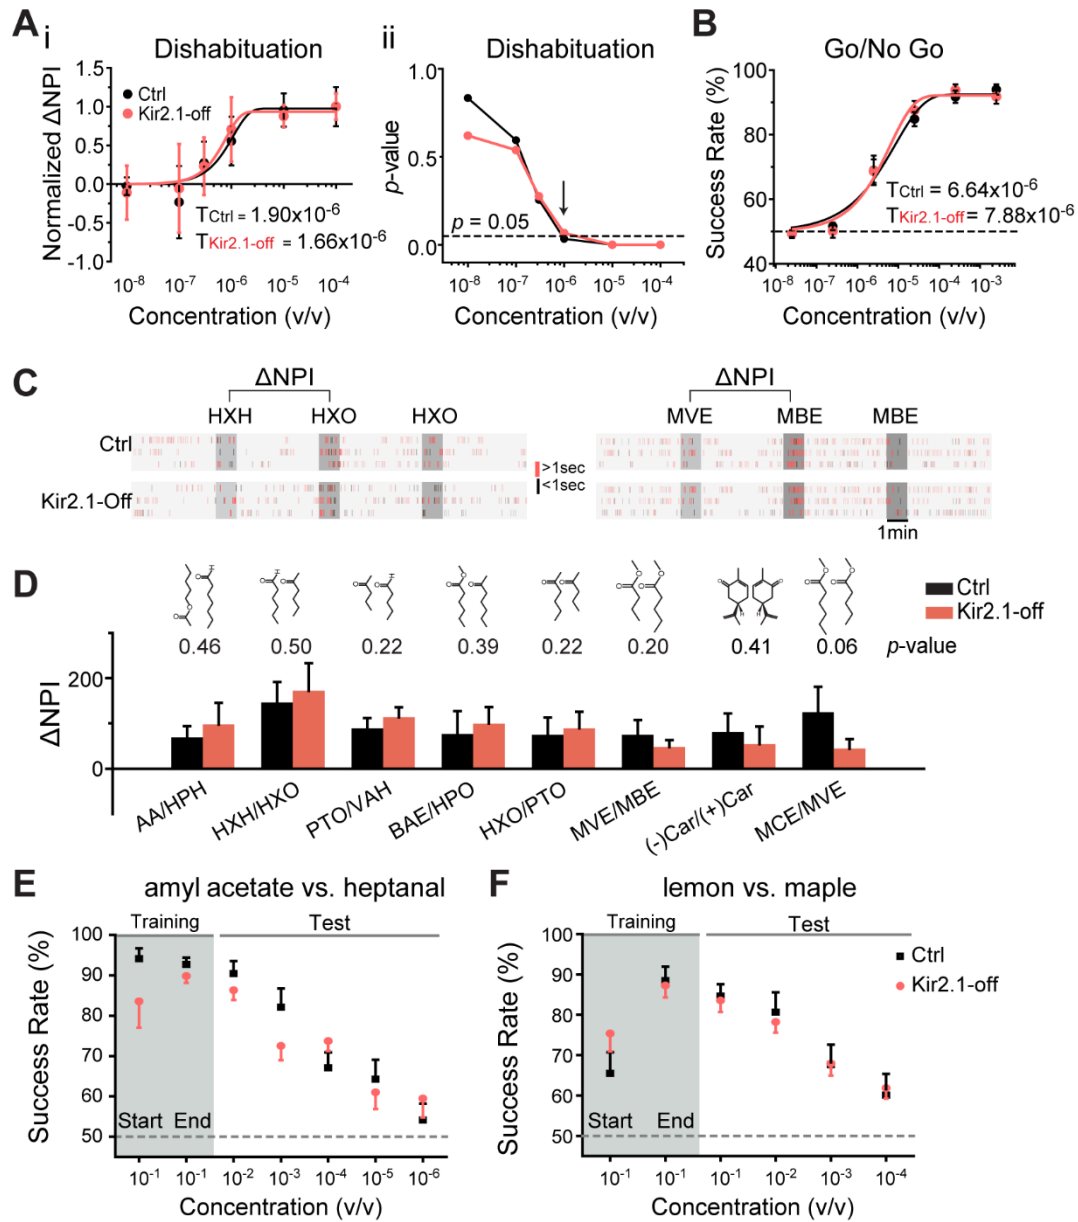 A i Dishabituation
1.5
1.0
0.5
0.0
-0.5
-1.0
Normalized ΔNPI
Ctrl
Kir2.1-off
TCtrl = 1.90x10-6
TKir2.1-off = 1.66x10-6
10-8 10-7 10-6 10-5 10-4
Concentration (v/v)
ii Dishabituation
1.0
0.5
0.0
p-value
p = 0.05
10-8 10-7 10-6 10-5 10-4
Concentration (v/v)
B Go/No Go
100
80
60
40
Success Rate (%)
TCtrl = 6.64x10-6
TKir2.1-off = 7.88x10-6
10-8 10-7 10-6 10-5 10-4 10-3
Concentration (v/v)
C
ΔNPI ΔNPI
HXH HXO HXO MVE MBE MBE
Ctrl
>1sec
<1sec
Kir2.1-Off
1min
D
H O O O
H O O
O O H
O O O
O O
O O O O
O H H O
O O O O
Ctrl
Kir2.1-off
0.46 0.50 0.22 0.39 0.22 0.20 0.41 0.06 p-value
200
0
ΔNPI
AA/HPH HXH/HXO PTO/VAH BAE/HPO HXO/PTO MVE/MBE (-)Car/(+)Car MCE/MVE
E amyl acetate vs. heptanal
Training Test
100
90
80
70
60
50
Success Rate (%)
Start End
10-1 10-1 10-2 10-3 10-4 10-5 10-6
Concentration (v/v)
F lemon vs. maple
Training Test
100
90
80
70
60
50
Success Rate (%)
Ctrl
Kir2.1-off
Start End
10-1 10-1 10-1 10-2 10-3 10-4
Concentration (v/v)